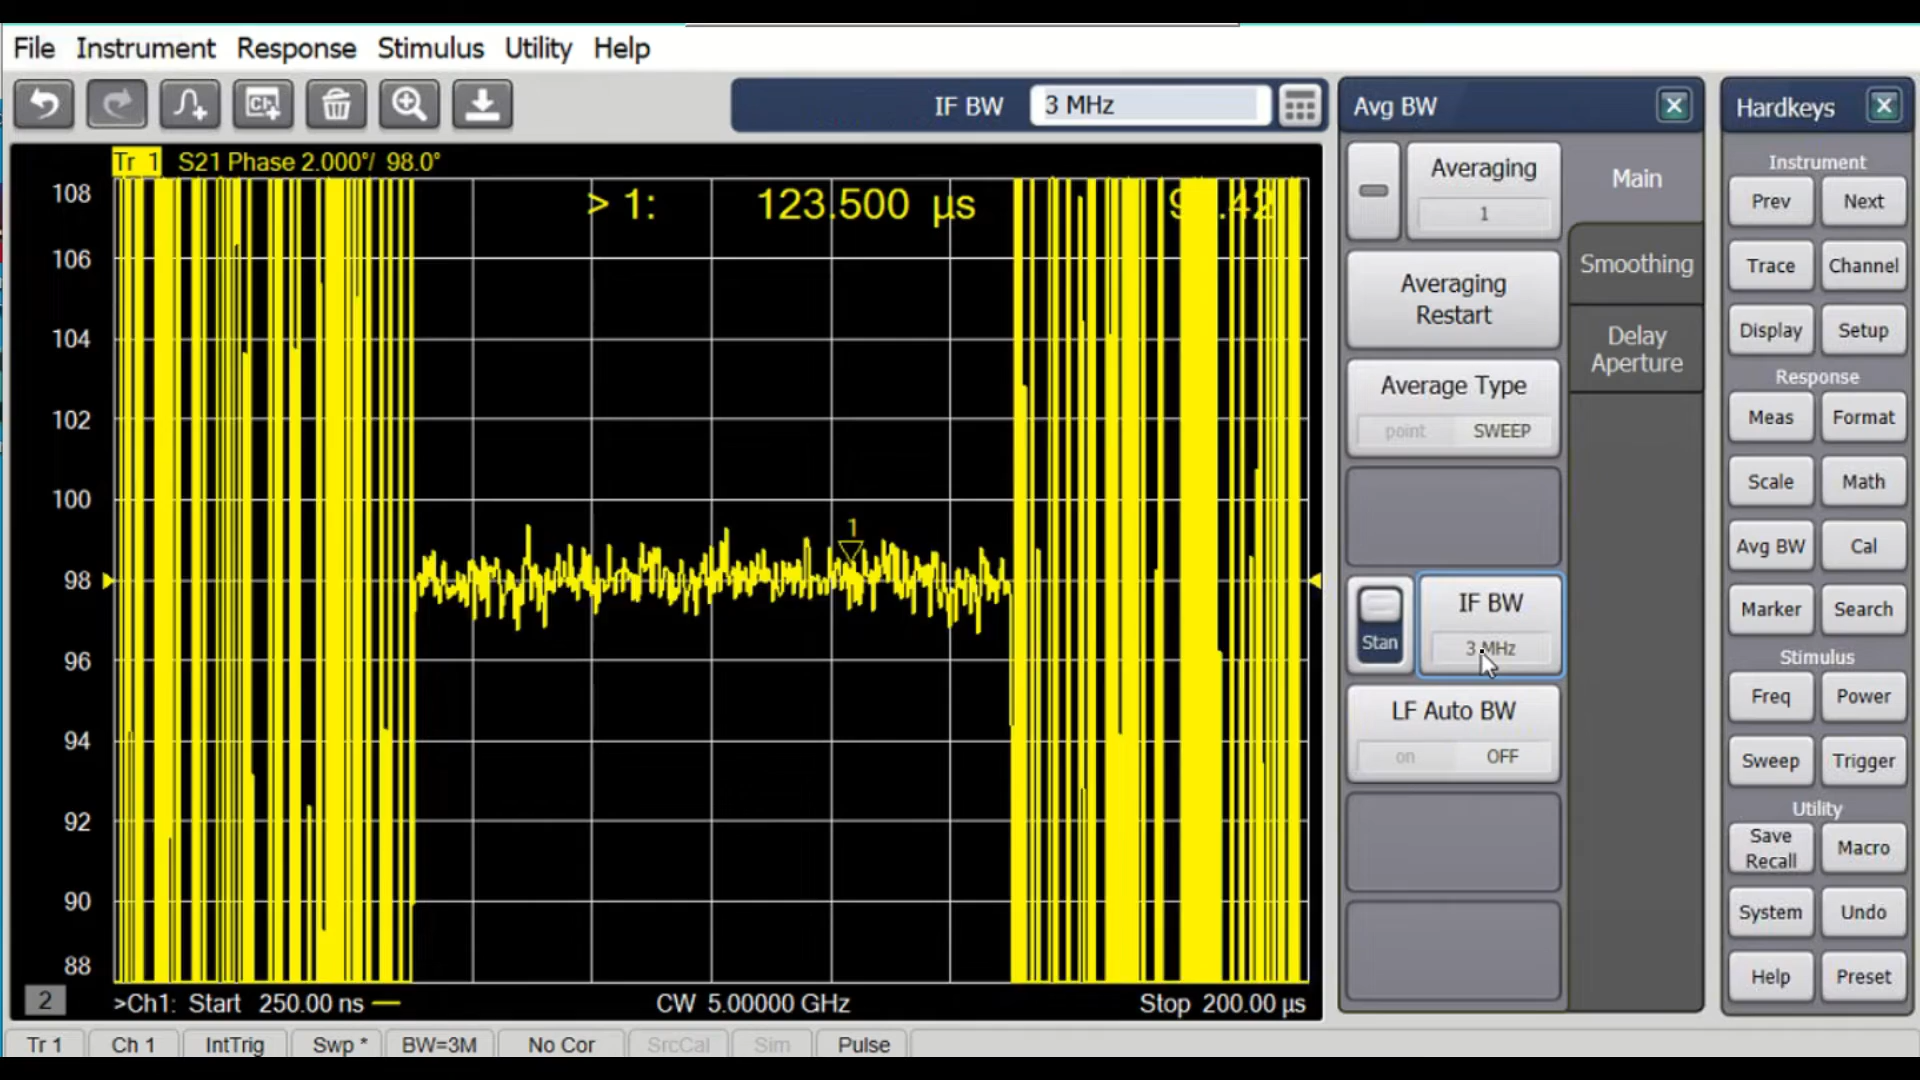 File Instrument Response Stimulus Utility Help
IF BW 3 MHz
Avg BW
Hardkeys
Tr 1 S21 Phase 2.000°/ 98.0°
> 1: 123.500 µs
108
106
104
102
100
98
96
94
92
90
88
1
2
>Ch1: Start 250.00 ns
CW 5.00000 GHz
Stop 200.00 µs
Tr 1 Ch 1 IntTrig Swp * BW=3M No Cor SrcCal Sim Pulse
Averaging
1
Averaging
Restart
Average Type
point SWEEP
Stan
IF BW
3 MHz
LF Auto BW
on OFF
Main
Smoothing
Delay
Aperture
Instrument
Prev Next
Trace Channel
Display Setup
Response
Meas Format
Scale Math
Avg BW Cal
Marker Search
Stimulus
Freq Power
Sweep Trigger
Utility
Save
Recall
Macro
System Undo
Help Preset